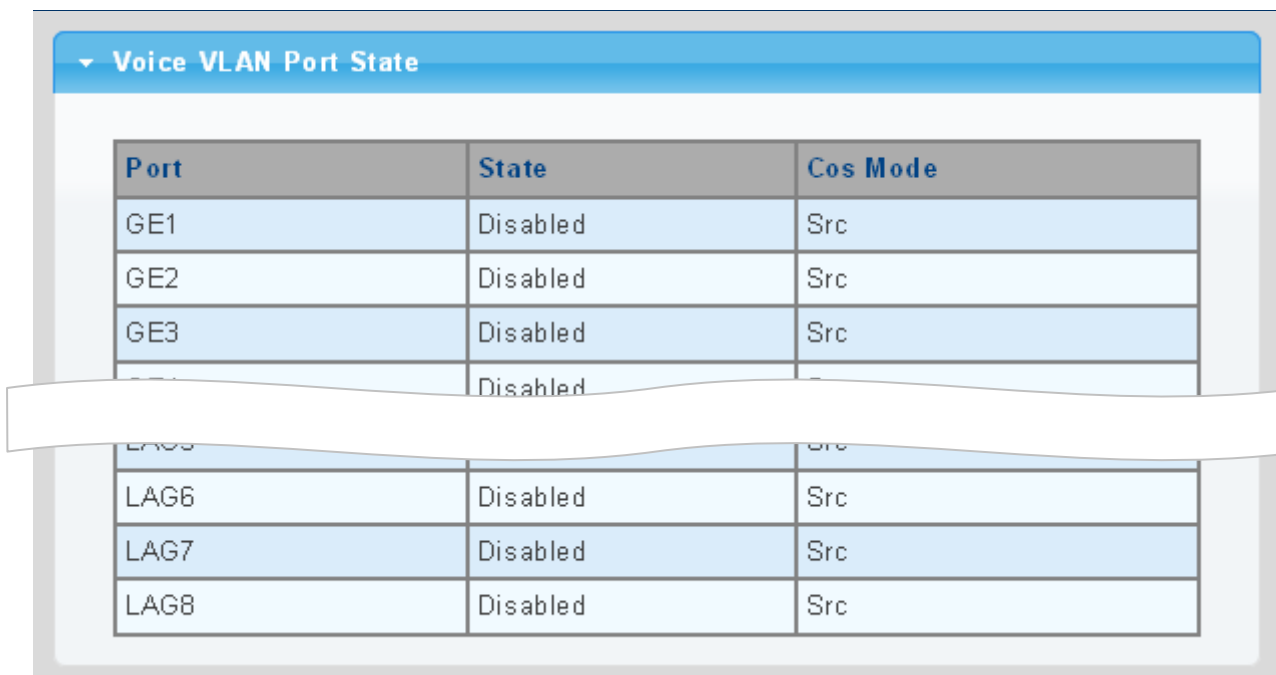 Voice VLAN Port State
Port State Cos Mode
GE1 Disabled Src
GE2 Disabled Src
GE3 Disabled Src
Disabled
LAG6 Disabled Src
LAG7 Disabled Src
LAG8 Disabled Src